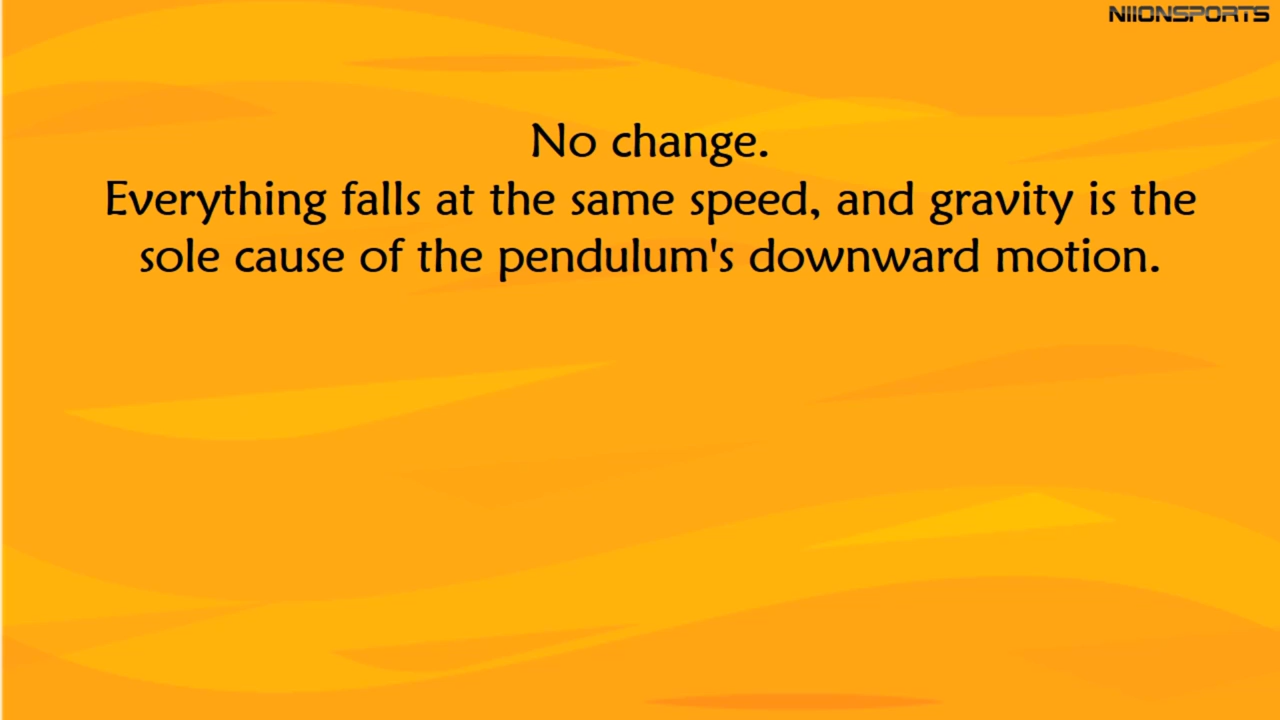 NIIONSPORTS
No change.
Everything falls at the same speed, and gravity is the
sole cause of the pendulum's downward motion.